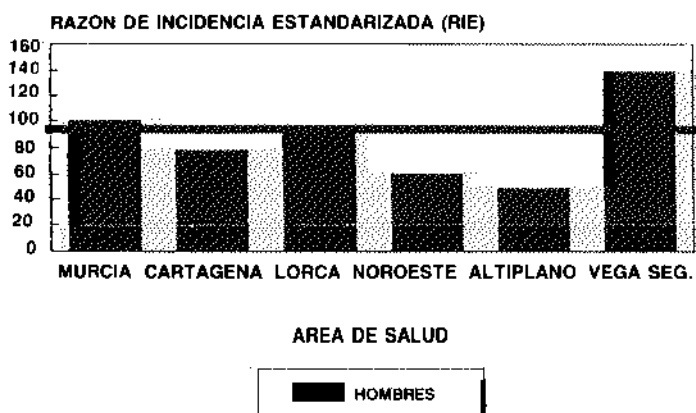 RAZON DE INCIDENCIA ESTANDARIZADA (RIE)
160
140
120
100
80
60
40
20
0
MURCIA CARTAGENA LORCA NOROESTE ALTIPLANO VEGA SEG.
AREA DE SALUD
HOMBRES